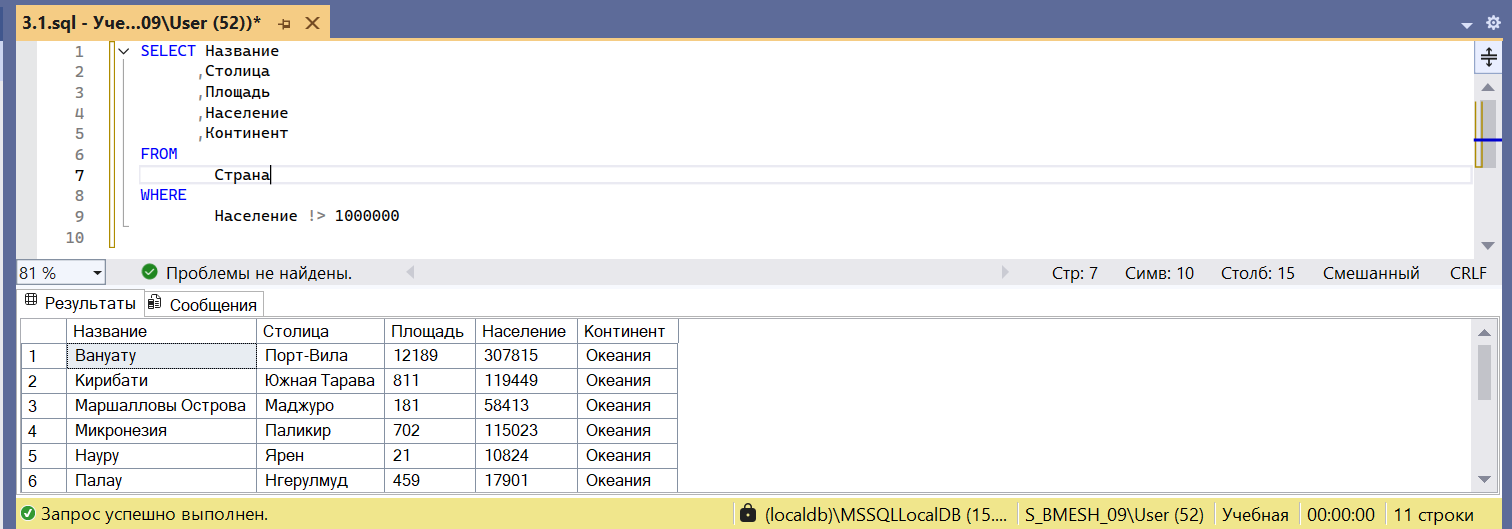 3.1.sql - Уче...09\User (52))*
1 SELECT Название
2 ,Столица
3 ,Площадь
4 ,Население
5 ,Континент
6 FROM
7 Страна
8 WHERE
9 Население !> 1000000
10
81 % Проблемы не найдены. Стр: 7 Симв: 10 Столб: 15 Смешанный CRLF
Результаты Сообщения
Название Столица Площадь Население Континент
1 Вануату Порт-Вила 12189 307815 Океания
2 Кирибати Южная Тарава 811 119449 Океания
3 Маршалловы Острова Маджуро 181 58413 Океания
4 Микронезия Паликир 702 115023 Океания
5 Науру Ярен 21 10824 Океания
6 Палау Нгерулмуд 459 17901 Океания
Запрос успешно выполнен. (localdb)\MSSQLLocalDB (15.... S_BMESH_09\User (52) Учебная 00:00:00 11 строки